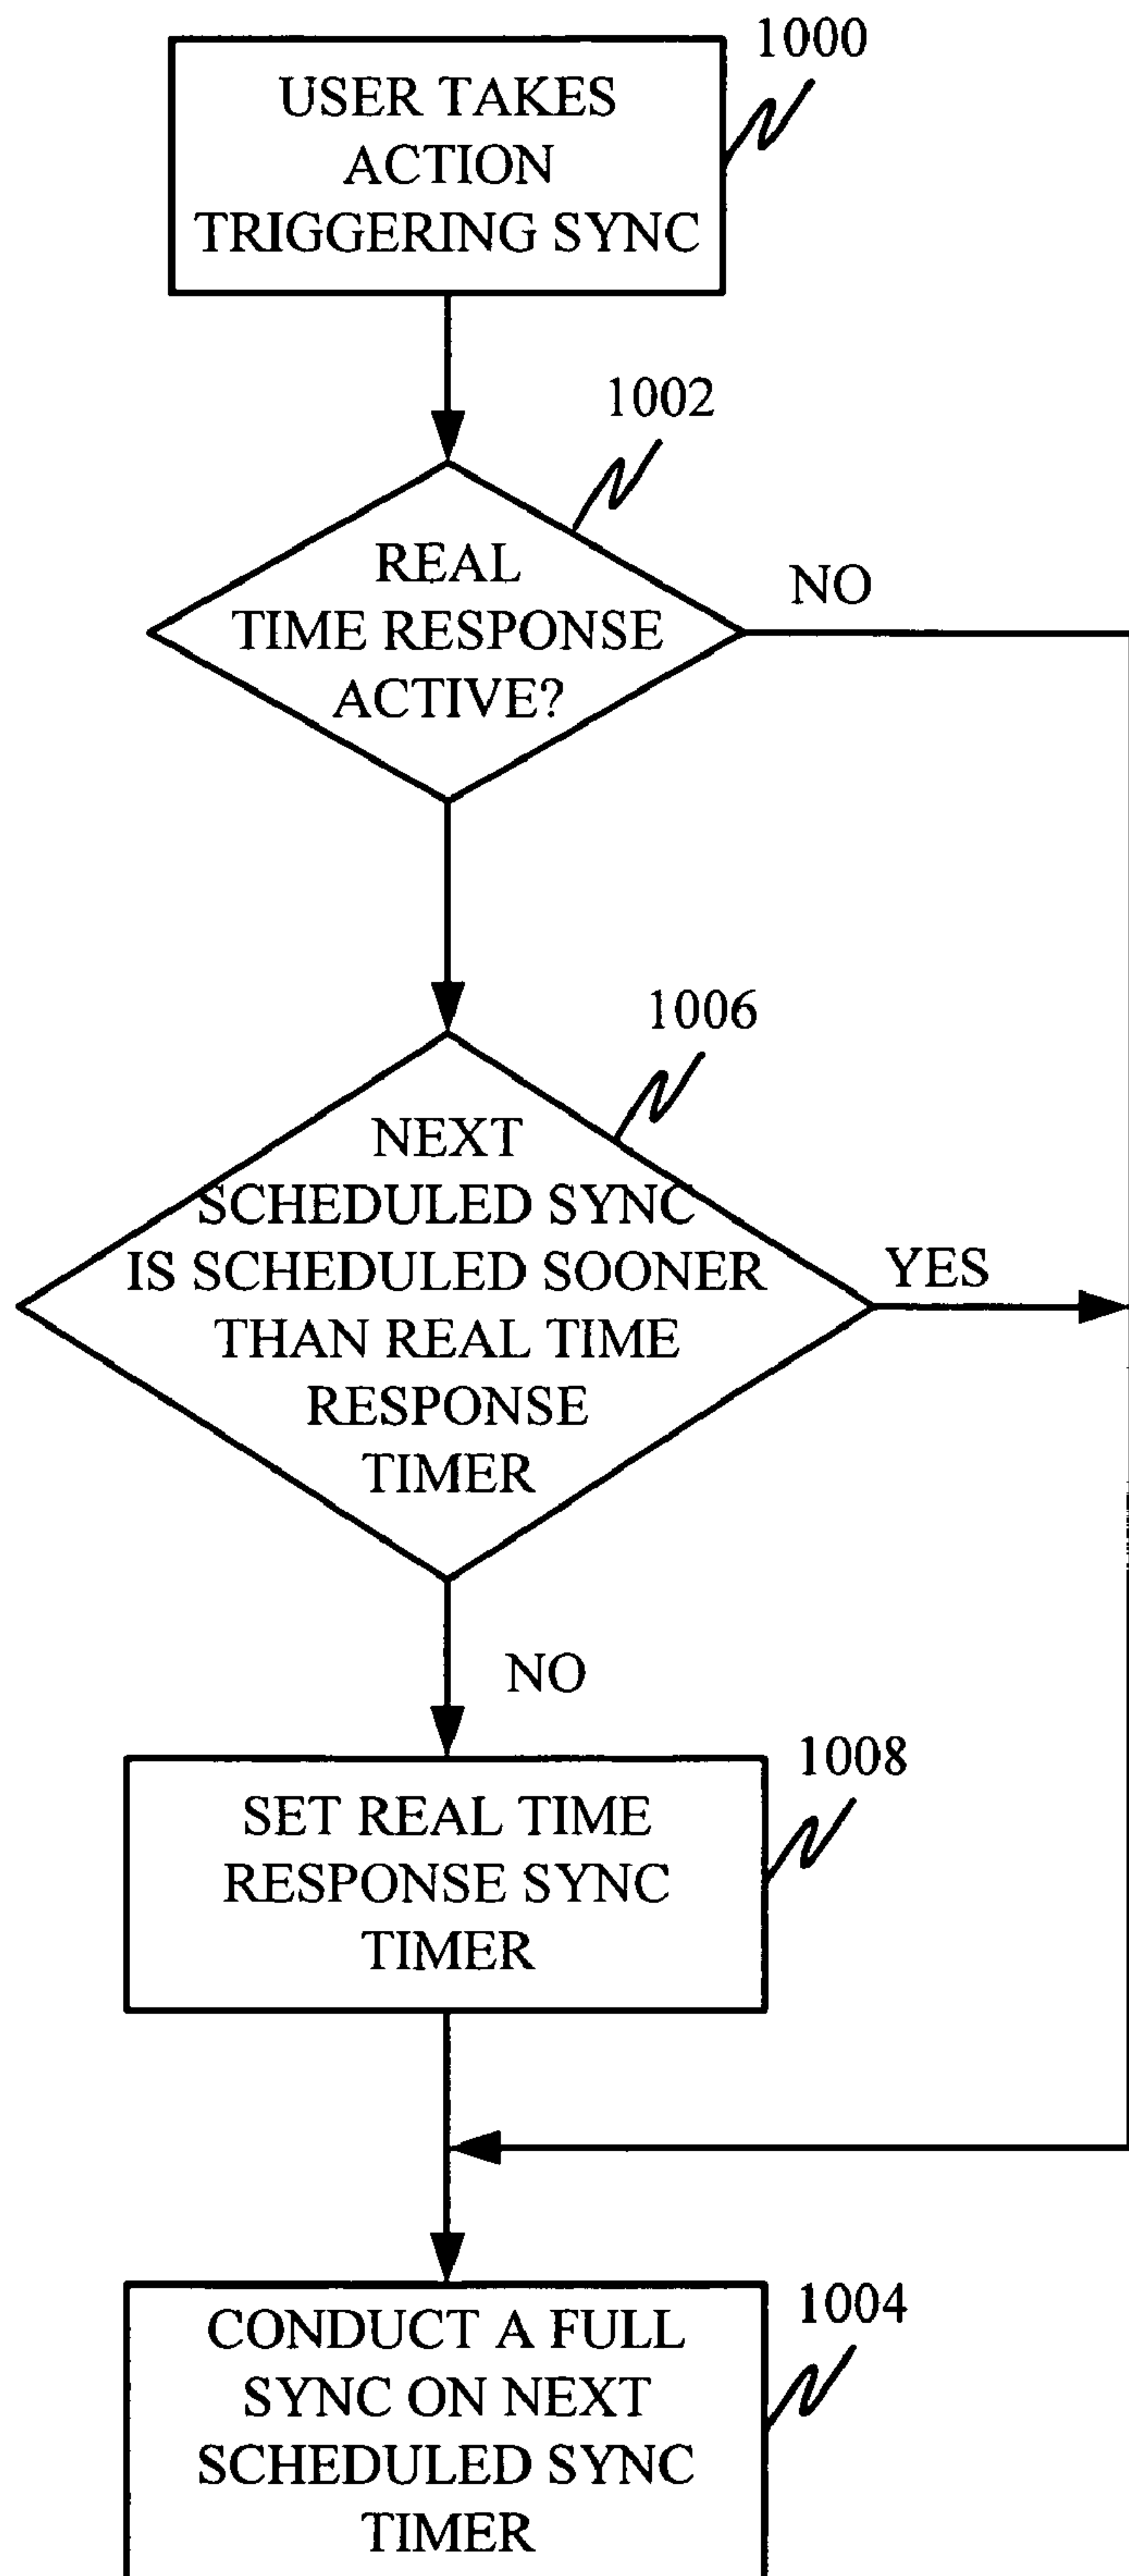 1000
USER TAKES
ACTION
TRIGGERING SYNC
1002
REAL
TIME RESPONSE
ACTIVE?
NO
1006
NEXT
SCHEDULED SYNC
IS SCHEDULED SOONER
THAN REAL TIME
RESPONSE
TIMER
YES
NO
1008
SET REAL TIME
RESPONSE SYNC
TIMER
1004
CONDUCT A FULL
SYNC ON NEXT
SCHEDULED SYNC
TIMER